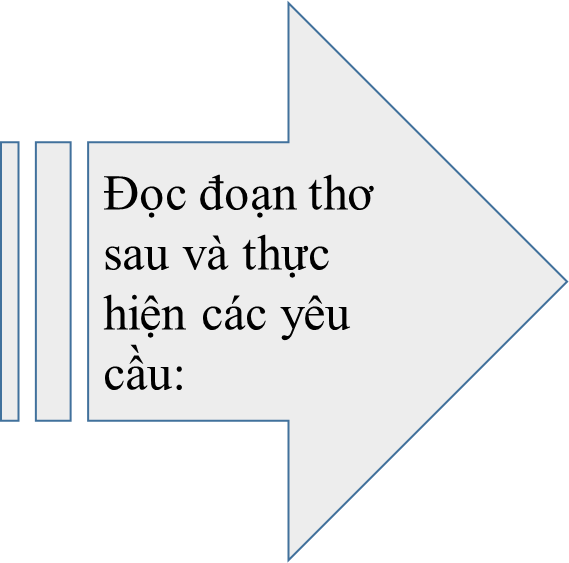 Đọc đoạn thơ
sau và thực
hiện các yêu
cầu: